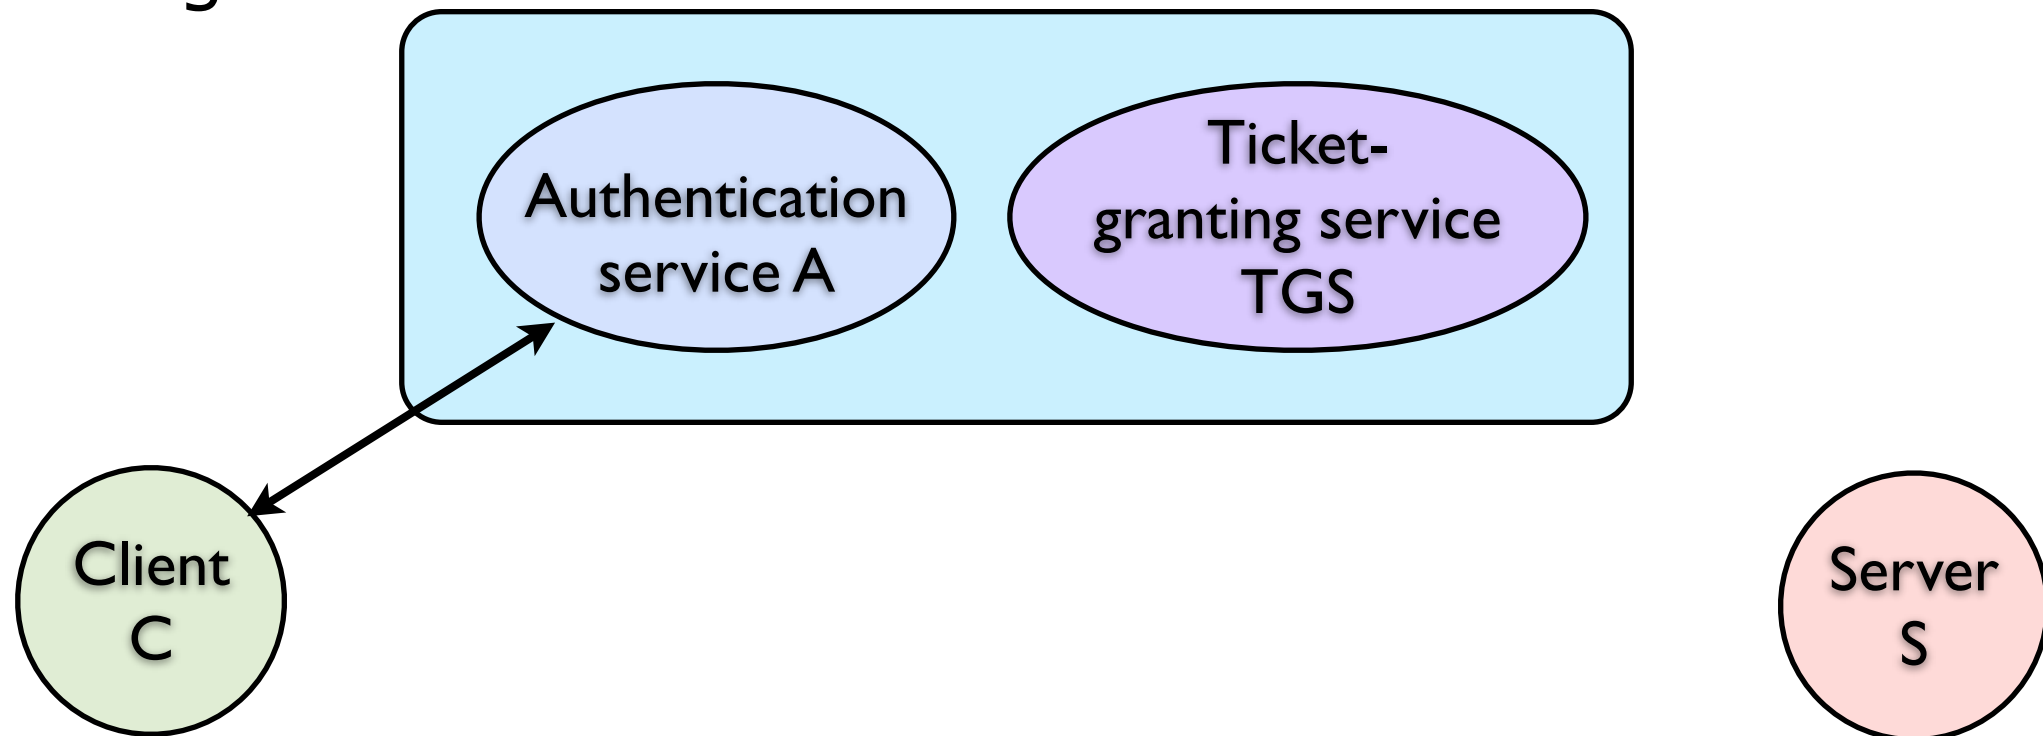 Authentication
service A
Ticket-
granting service
TGS
Client
C
Server
S